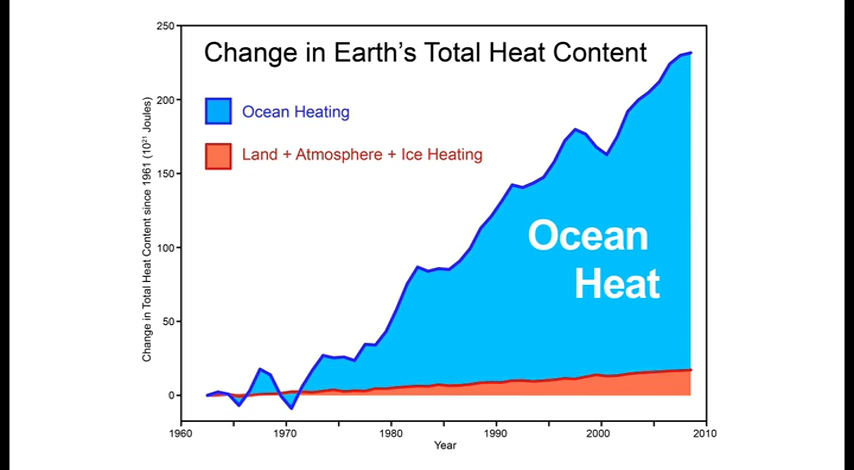 Change in Earth's Total Heat Content
Ocean Heating
Land + Atmosphere + Ice Heating
Ocean
Heat
Change in Total Heat Content since 1961 (10²¹ Joules)
250
200
150
100
50
0
1960
1970
1980
1990
2000
2010
Year